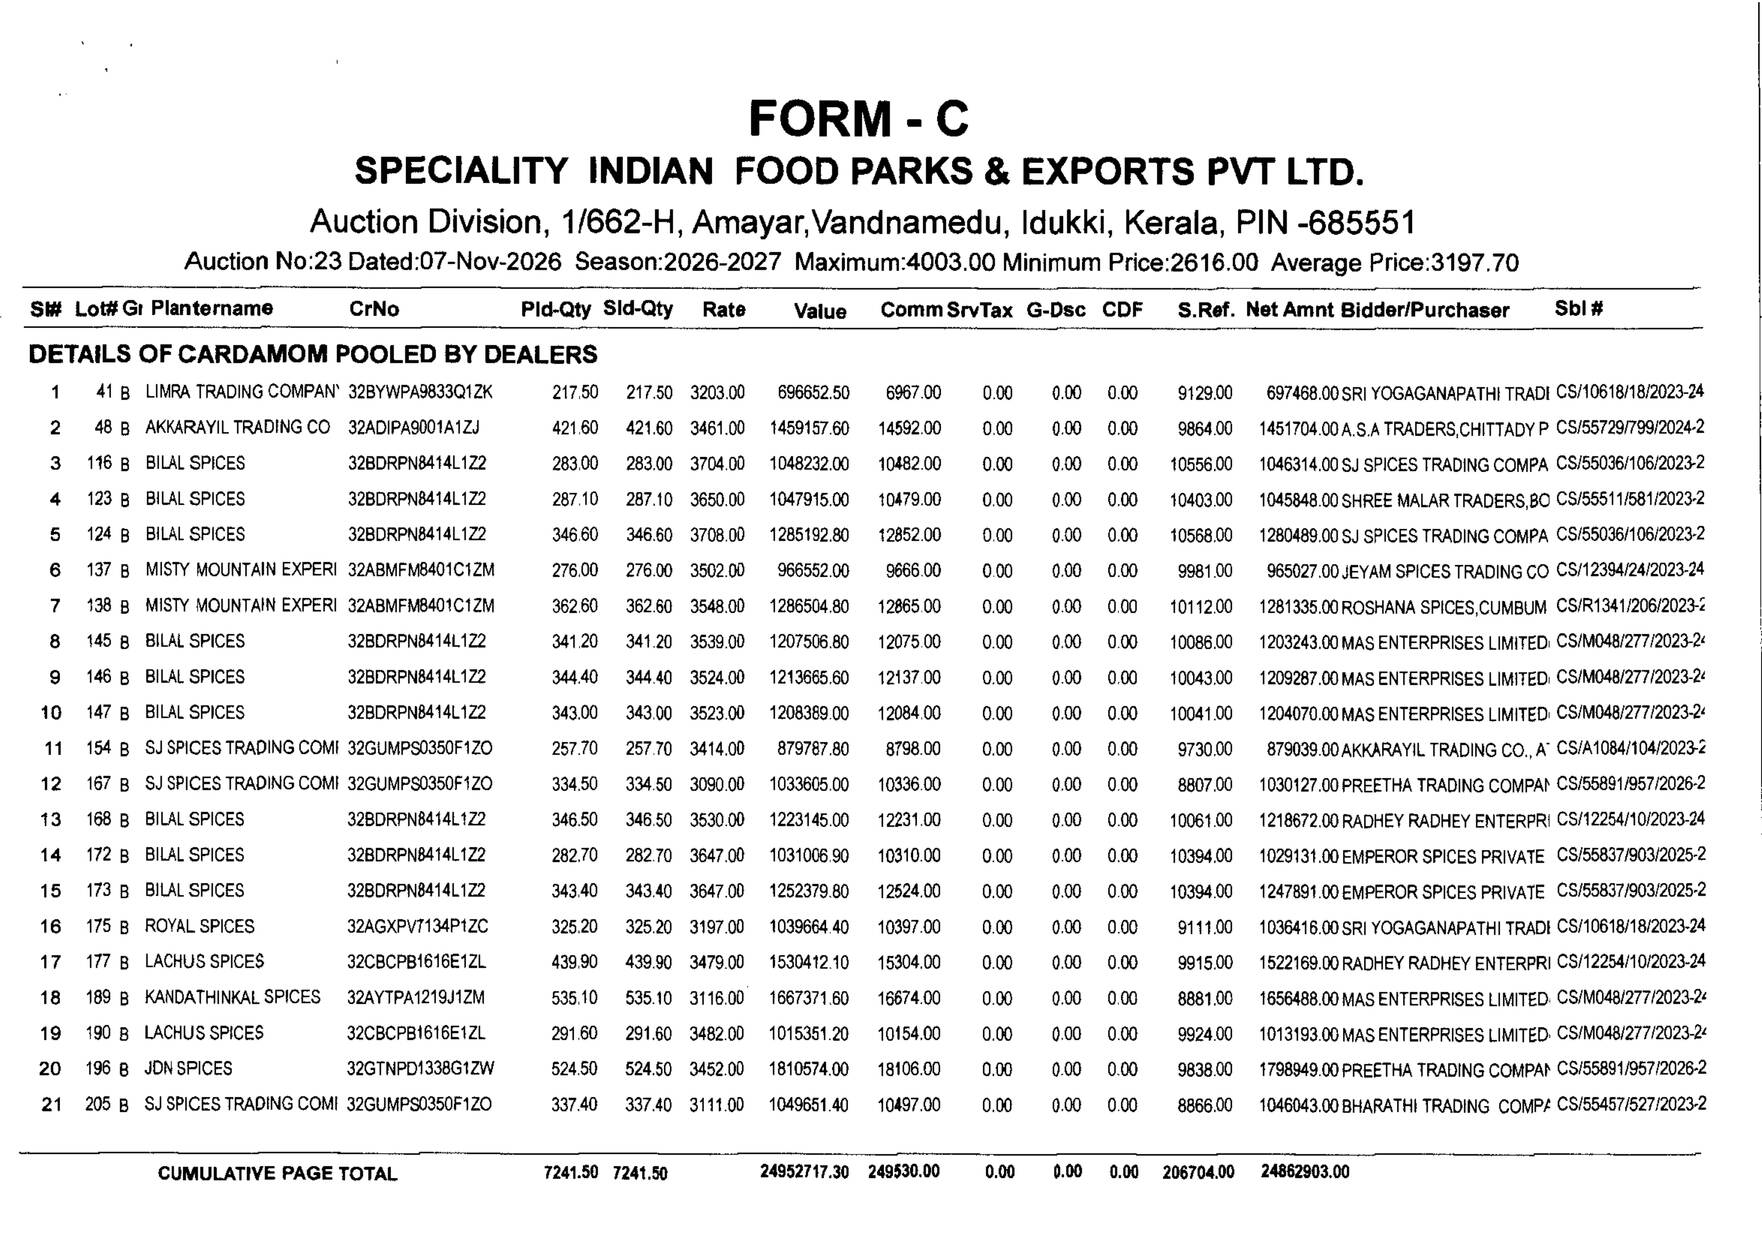 FORM - C
SPECIALITY INDIAN FOOD PARKS & EXPORTS PVT LTD.
Auction Division, 1/662-H, Amayar,Vandnamedu, Idukki, Kerala, PIN -685551
Auction No:23 Dated:07-Nov-2026 Season:2026-2027 Maximum:4003.00 Minimum Price:2616.00 Average Price:3197.70
Sl# Lot# Gr Plantername CrNo Pld-Qty Sld-Qty Rate Value Comm SrvTax G-Dsc CDF S.Ref. Net Amnt Bidder/Purchaser Sbl #
DETAILS OF CARDAMOM POOLED BY DEALERS
1 41 B LIMRA TRADING COMPAN 32BYWPA9833Q1ZK 217.50 217.50 3203.00 696652.50 6967.00 0.00 0.00 0.00 9129.00 697468.00 SRI YOGAGANAPATHI TRADI CS/10618/18/2023-24
2 48 B AKKARAYIL TRADING CO 32ADIPA9001A1ZJ 421.60 421.60 3461.00 1459157.60 14592.00 0.00 0.00 0.00 9864.00 1451704.00 A.S.A TRADERS,CHITTADY P CS/55729/799/2024-2
3 116 B BILAL SPICES 32BDRPN8414L1Z2 283.00 283.00 3704.00 1048232.00 10482.00 0.00 0.00 0.00 10556.00 1046314.00 SJ SPICES TRADING COMPA CS/55036/106/2023-2
4 123 B BILAL SPICES 32BDRPN8414L1Z2 287.10 287.10 3650.00 1047915.00 10479.00 0.00 0.00 0.00 10403.00 1045848.00 SHREE MALAR TRADERS,BO CS/55511/581/2023-2
5 124 B BILAL SPICES 32BDRPN8414L1Z2 346.60 346.60 3708.00 1285192.80 12852.00 0.00 0.00 0.00 10568.00 1280489.00 SJ SPICES TRADING COMPA CS/55036/106/2023-2
6 137 B MISTY MOUNTAIN EXPERI 32ABMFM8401C1ZM 276.00 276.00 3502.00 966552.00 9666.00 0.00 0.00 0.00 9981.00 965027.00 JEYAM SPICES TRADING CO CS/12394/24/2023-24
7 138 B MISTY MOUNTAIN EXPERI 32ABMFM8401C1ZM 362.60 362.60 3548.00 1286504.80 12865.00 0.00 0.00 0.00 10112.00 1281335.00 ROSHANA SPICES,CUMBUM CS/R1341/206/2023-2
8 145 B BILAL SPICES 32BDRPN8414L1Z2 341.20 341.20 3539.00 1207506.80 12075.00 0.00 0.00 0.00 10086.00 1203243.00 MAS ENTERPRISES LIMITED CS/M048/277/2023-24
9 146 B BILAL SPICES 32BDRPN8414L1Z2 344.40 344.40 3524.00 1213665.60 12137.00 0.00 0.00 0.00 10043.00 1209287.00 MAS ENTERPRISES LIMITED CS/M048/277/2023-24
10 147 B BILAL SPICES 32BDRPN8414L1Z2 343.00 343.00 3523.00 1208389.00 12084.00 0.00 0.00 0.00 10041.00 1204070.00 MAS ENTERPRISES LIMITED CS/M048/277/2023-24
11 154 B SJ SPICES TRADING COM 32GUMPS0350F1ZO 257.70 257.70 3414.00 879787.80 8798.00 0.00 0.00 0.00 9730.00 879039.00 AKKARAYIL TRADING CO., A CS/A1084/104/2023-2
12 167 B SJ SPICES TRADING COM 32GUMPS0350F1ZO 334.50 334.50 3090.00 1033605.00 10336.00 0.00 0.00 0.00 8807.00 1030127.00 PREETHA TRADING COMPAN CS/55891/957/2026-2
13 168 B BILAL SPICES 32BDRPN8414L1Z2 346.50 346.50 3530.00 1223145.00 12231.00 0.00 0.00 0.00 10061.00 1218672.00 RADHEY RADHEY ENTERPRI CS/12254/10/2023-24
14 172 B BILAL SPICES 32BDRPN8414L1Z2 282.70 282.70 3647.00 1031006.90 10310.00 0.00 0.00 0.00 10394.00 1029131.00 EMPEROR SPICES PRIVATE CS/55837/903/2025-2
15 173 B BILAL SPICES 32BDRPN8414L1Z2 343.40 343.40 3647.00 1252379.80 12524.00 0.00 0.00 0.00 10394.00 1247891.00 EMPEROR SPICES PRIVATE CS/55837/903/2025-2
16 175 B ROYAL SPICES 32AGXPV7134P1ZC 325.20 325.20 3197.00 1039664.40 10397.00 0.00 0.00 0.00 9111.00 1036416.00 SRI YOGAGANAPATHI TRADI CS/10618/18/2023-24
17 177 B LACHUS SPICES 32CBCPB1616E1ZL 439.90 439.90 3479.00 1530412.10 15304.00 0.00 0.00 0.00 9915.00 1522169.00 RADHEY RADHEY ENTERPRI CS/12254/10/2023-24
18 189 B KANDATHINKAL SPICES 32AYTPA1219J1ZM 535.10 535.10 3116.00 1667371.60 16674.00 0.00 0.00 0.00 8881.00 1656488.00 MAS ENTERPRISES LIMITED CS/M048/277/2023-24
19 190 B LACHUS SPICES 32CBCPB1616E1ZL 291.60 291.60 3482.00 1015351.20 10154.00 0.00 0.00 0.00 9924.00 1013193.00 MAS ENTERPRISES LIMITED CS/M048/277/2023-24
20 196 B JDN SPICES 32GTNPD1338G1ZW 524.50 524.50 3452.00 1810574.00 18106.00 0.00 0.00 0.00 9838.00 1798949.00 PREETHA TRADING COMPAN CS/55891/957/2026-2
21 205 B SJ SPICES TRADING COM 32GUMPS0350F1ZO 337.40 337.40 3111.00 1049651.40 10497.00 0.00 0.00 0.00 8866.00 1046043.00 BHARATHI TRADING COMPA CS/55457/527/2023-2
CUMULATIVE PAGE TOTAL 7241.50 7241.50 24952717.30 249530.00 0.00 0.00 0.00 206704.00 24862903.00